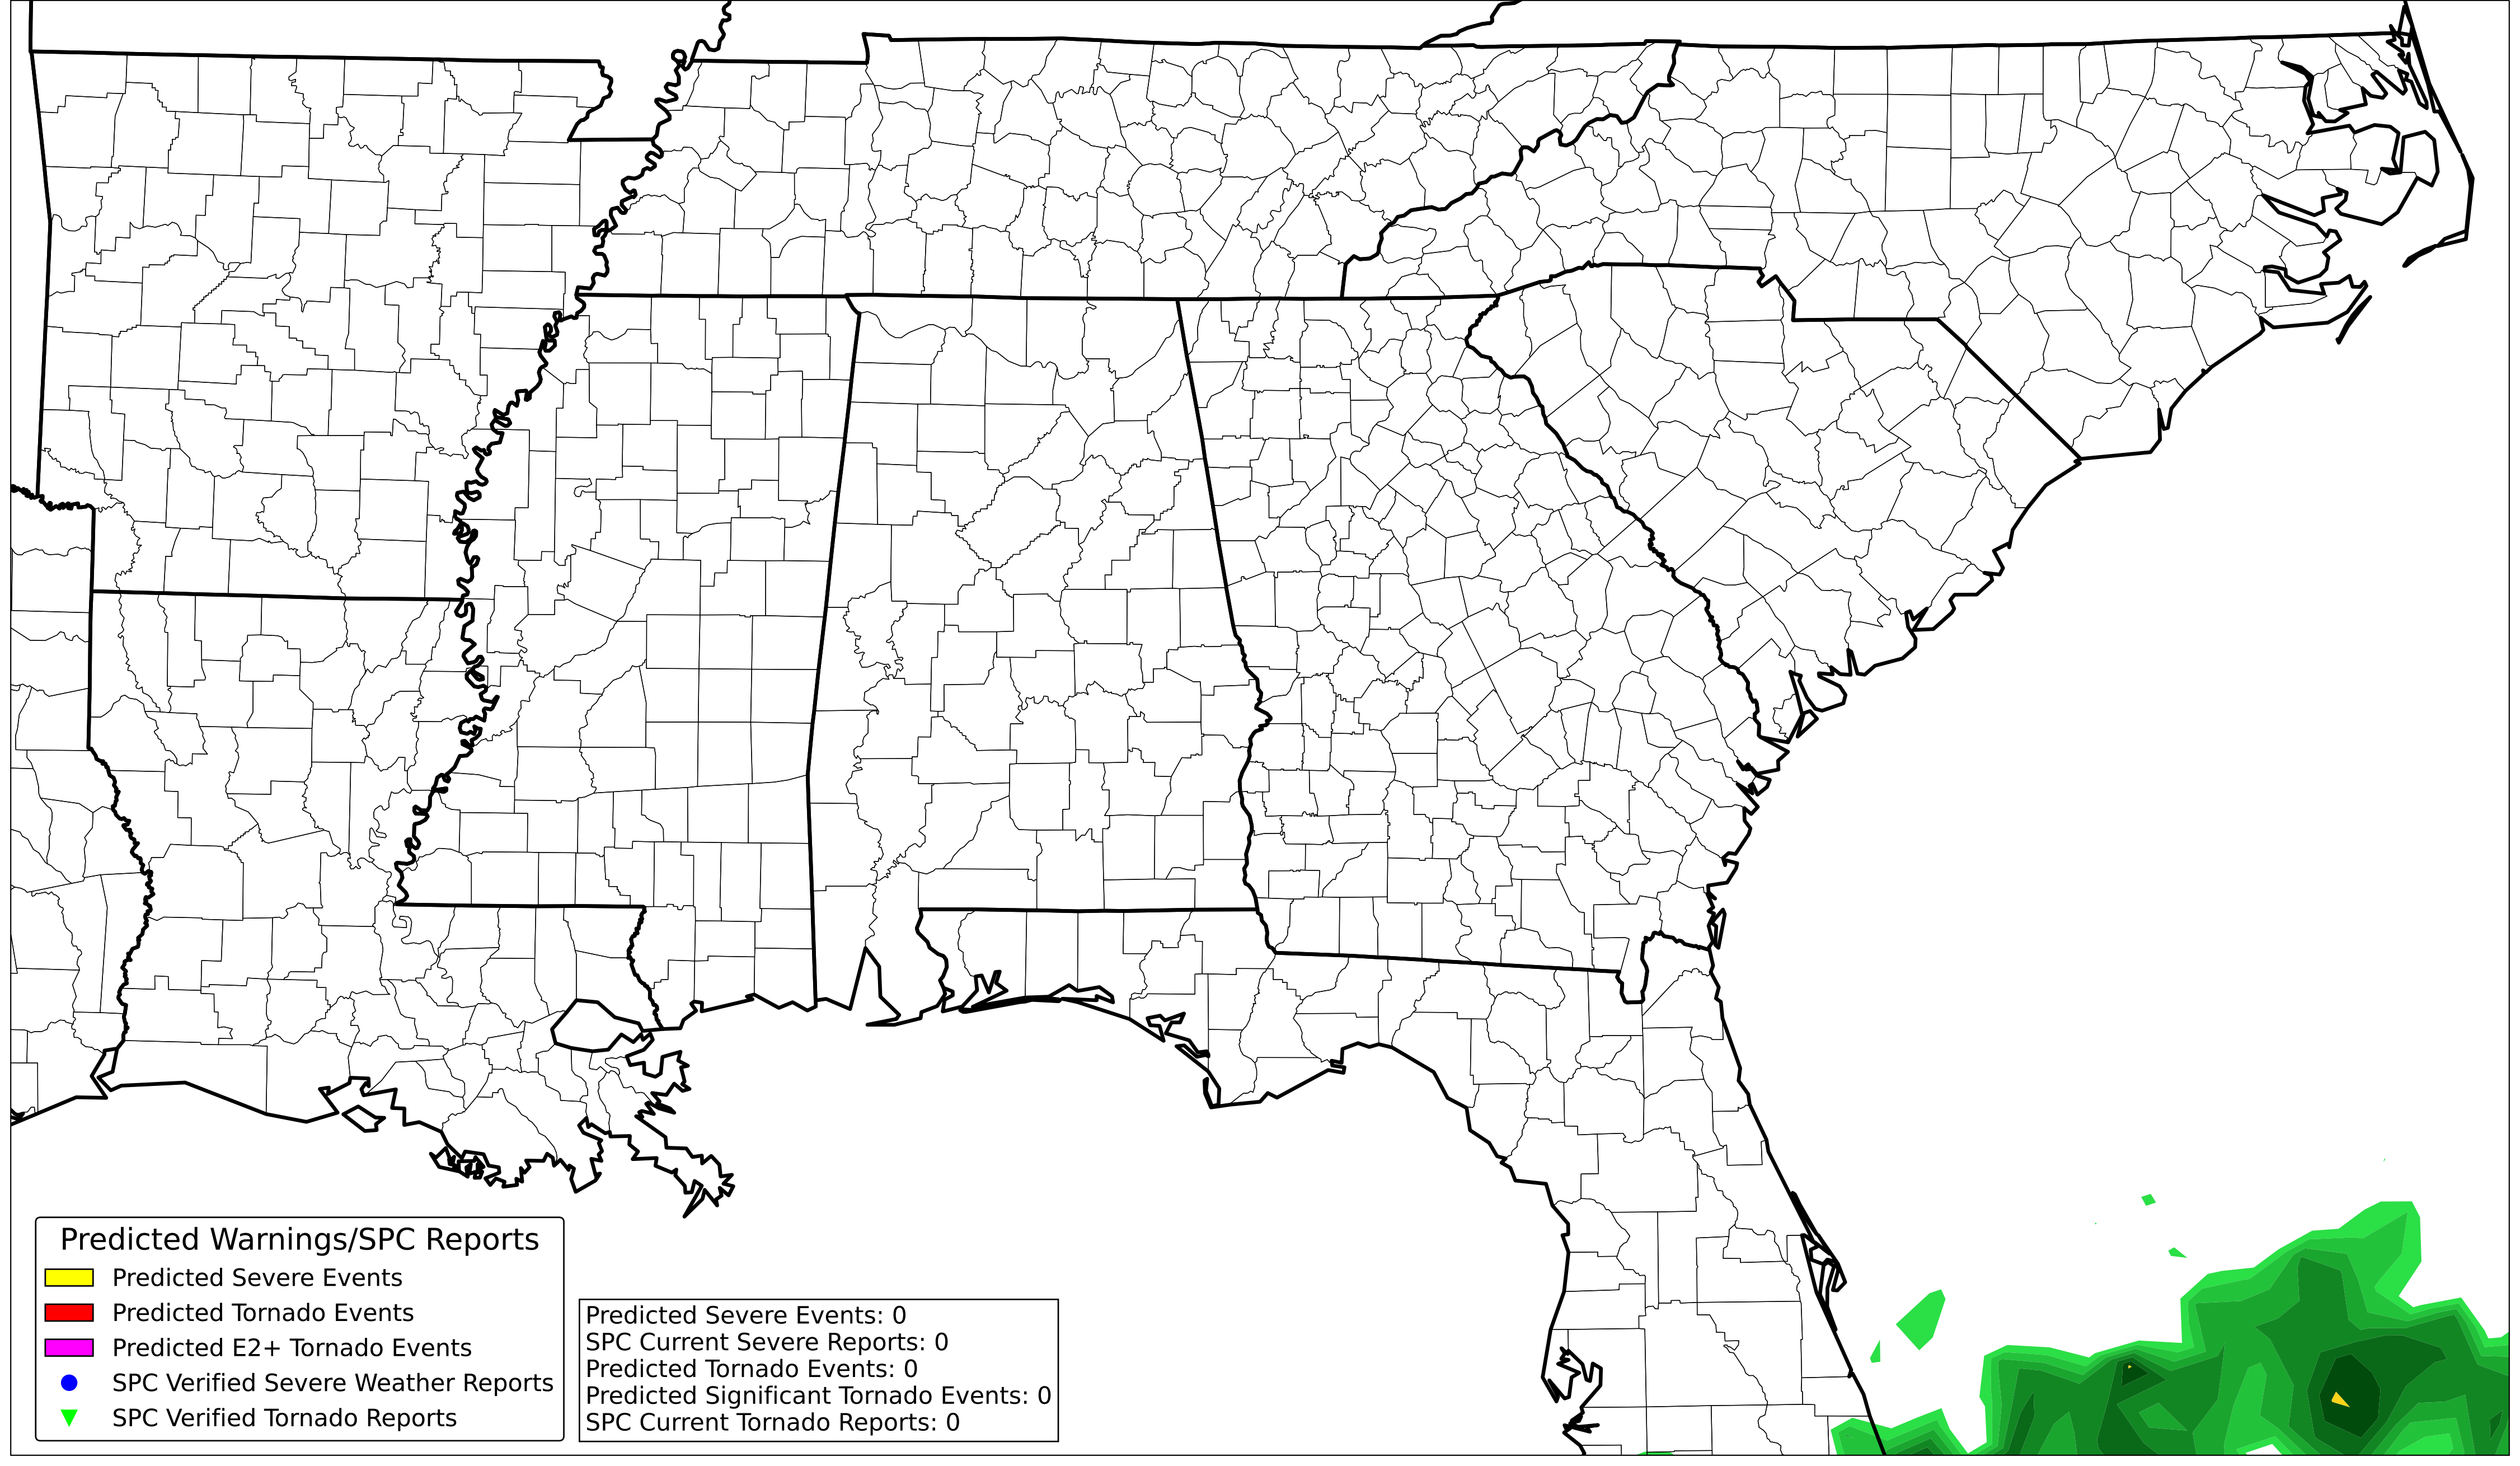 Predicted Warnings/SPC Reports
Predicted Severe Events
Predicted Tornado Events
Predicted E2+ Tornado Events
SPC Verified Severe Weather Reports
SPC Verified Tornado Reports
Predicted Severe Events: 0
SPC Current Severe Reports: 0
Predicted Tornado Events: 0
Predicted Significant Tornado Events: 0
SPC Current Tornado Reports: 0